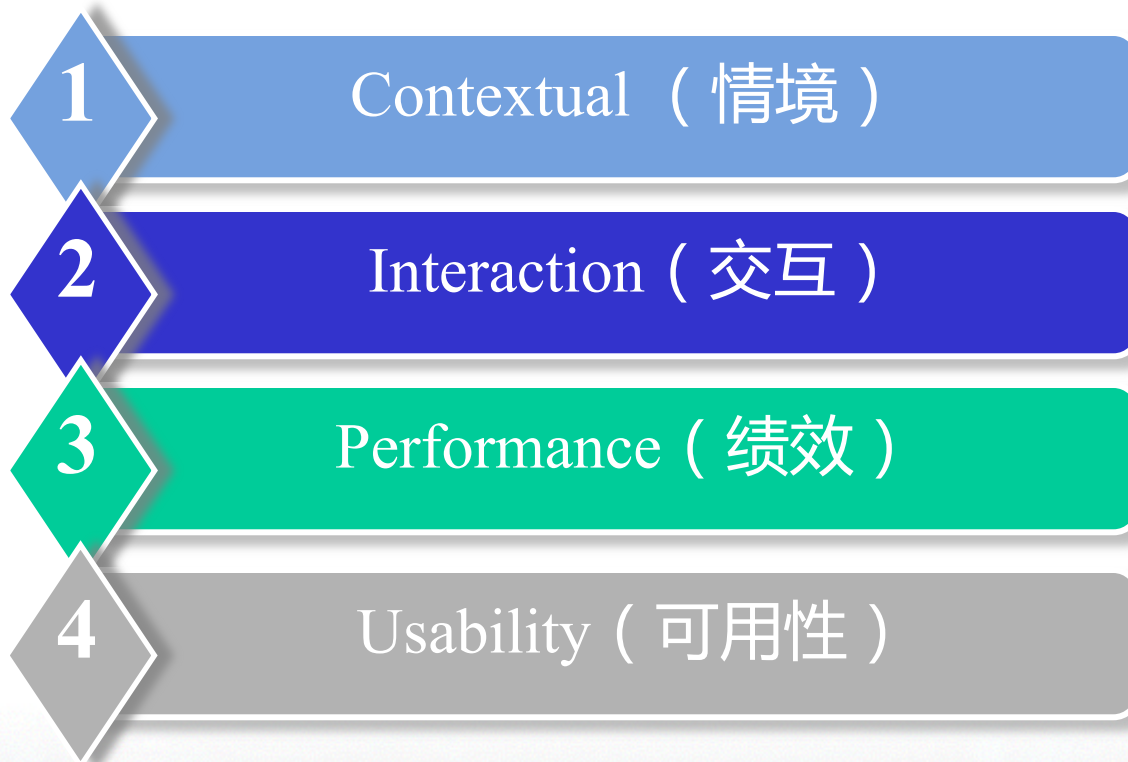 1 Contextual （情境）
2 Interaction（交互）
3 Performance（绩效）
4 Usability（可用性）